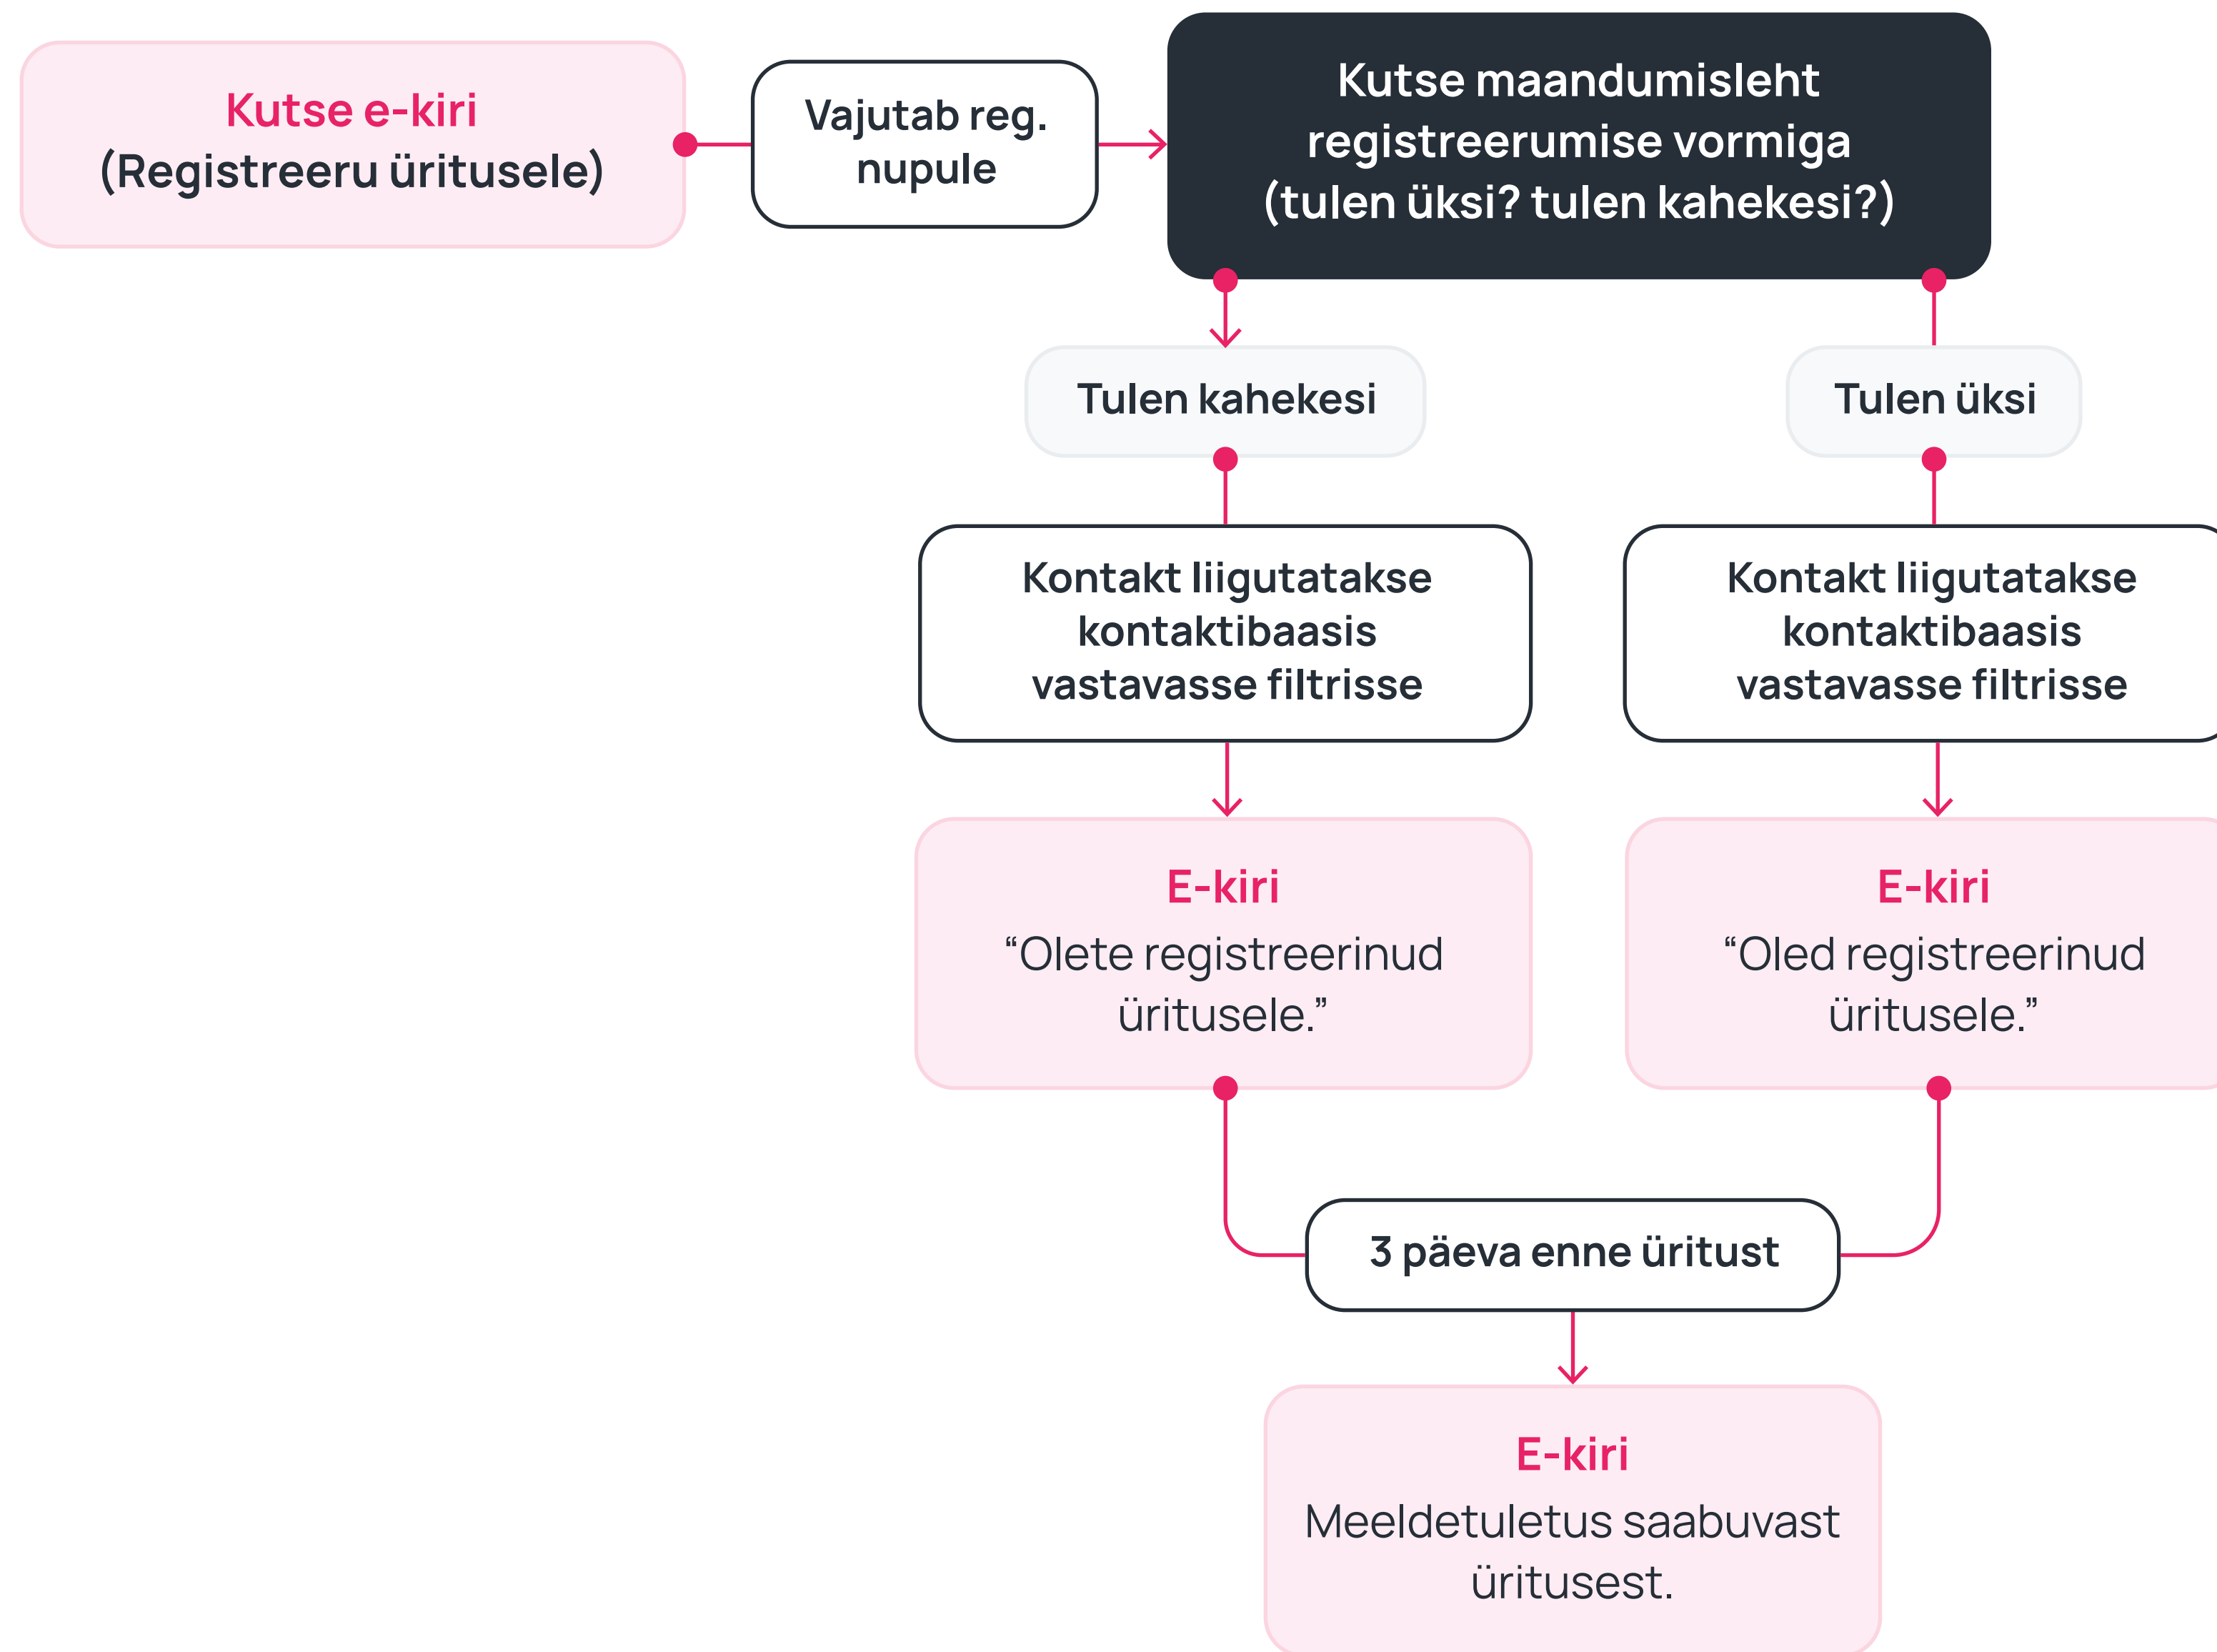 Kutse e-kiri
(Registreeru üritusele)
Vajutab reg.
nupule
Kutse maandumisleht
registreerumise vormiga
(tulen üksi? tulen kahekesi?)
Tulen kahekesi
Tulen üksi
Kontakt liigutatakse
kontaktibaasis
vastavasse filtrisse
Kontakt liigutatakse
kontaktibaasis
vastavasse filtrisse
E-kiri
“Olete registreerinud
üritusele.”
E-kiri
“Oled registreerinud
üritusele.”
3 päeva enne üritust
E-kiri
Meeldetuletus saabuvast
üritusest.